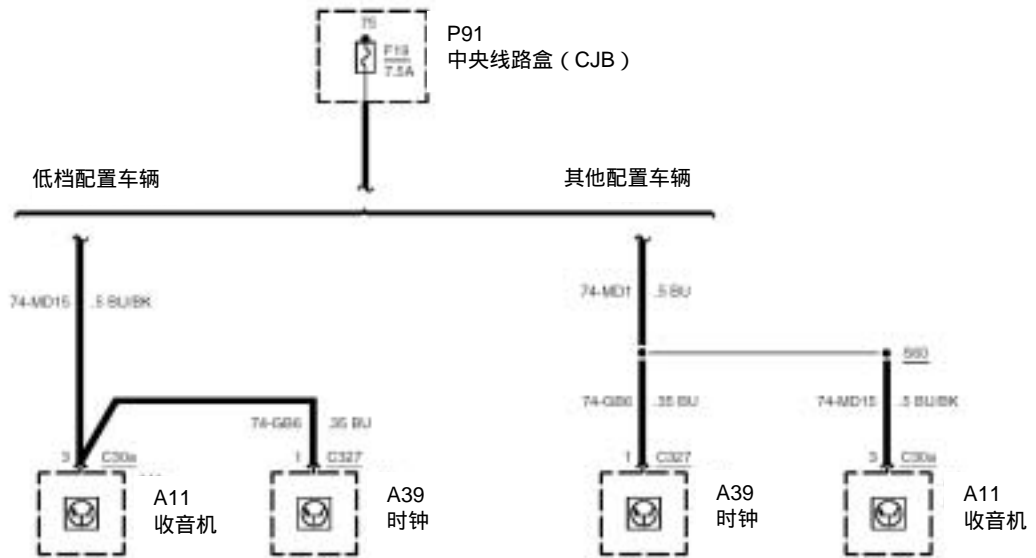 75
P91
F19
中央线路盒（CJB）
7.5A
低档配置车辆
其他配置车辆
74-MD15 .5 BU/BK
74-MD1 .5 BU
S60
74-GB6 .35 BU
74-GB6 .35 BU
74-MD15 .5 BU/BK
3 C30a
1 C327
1 C327
3 C30a
A11
收音机
A39
时钟
A39
时钟
A11
收音机